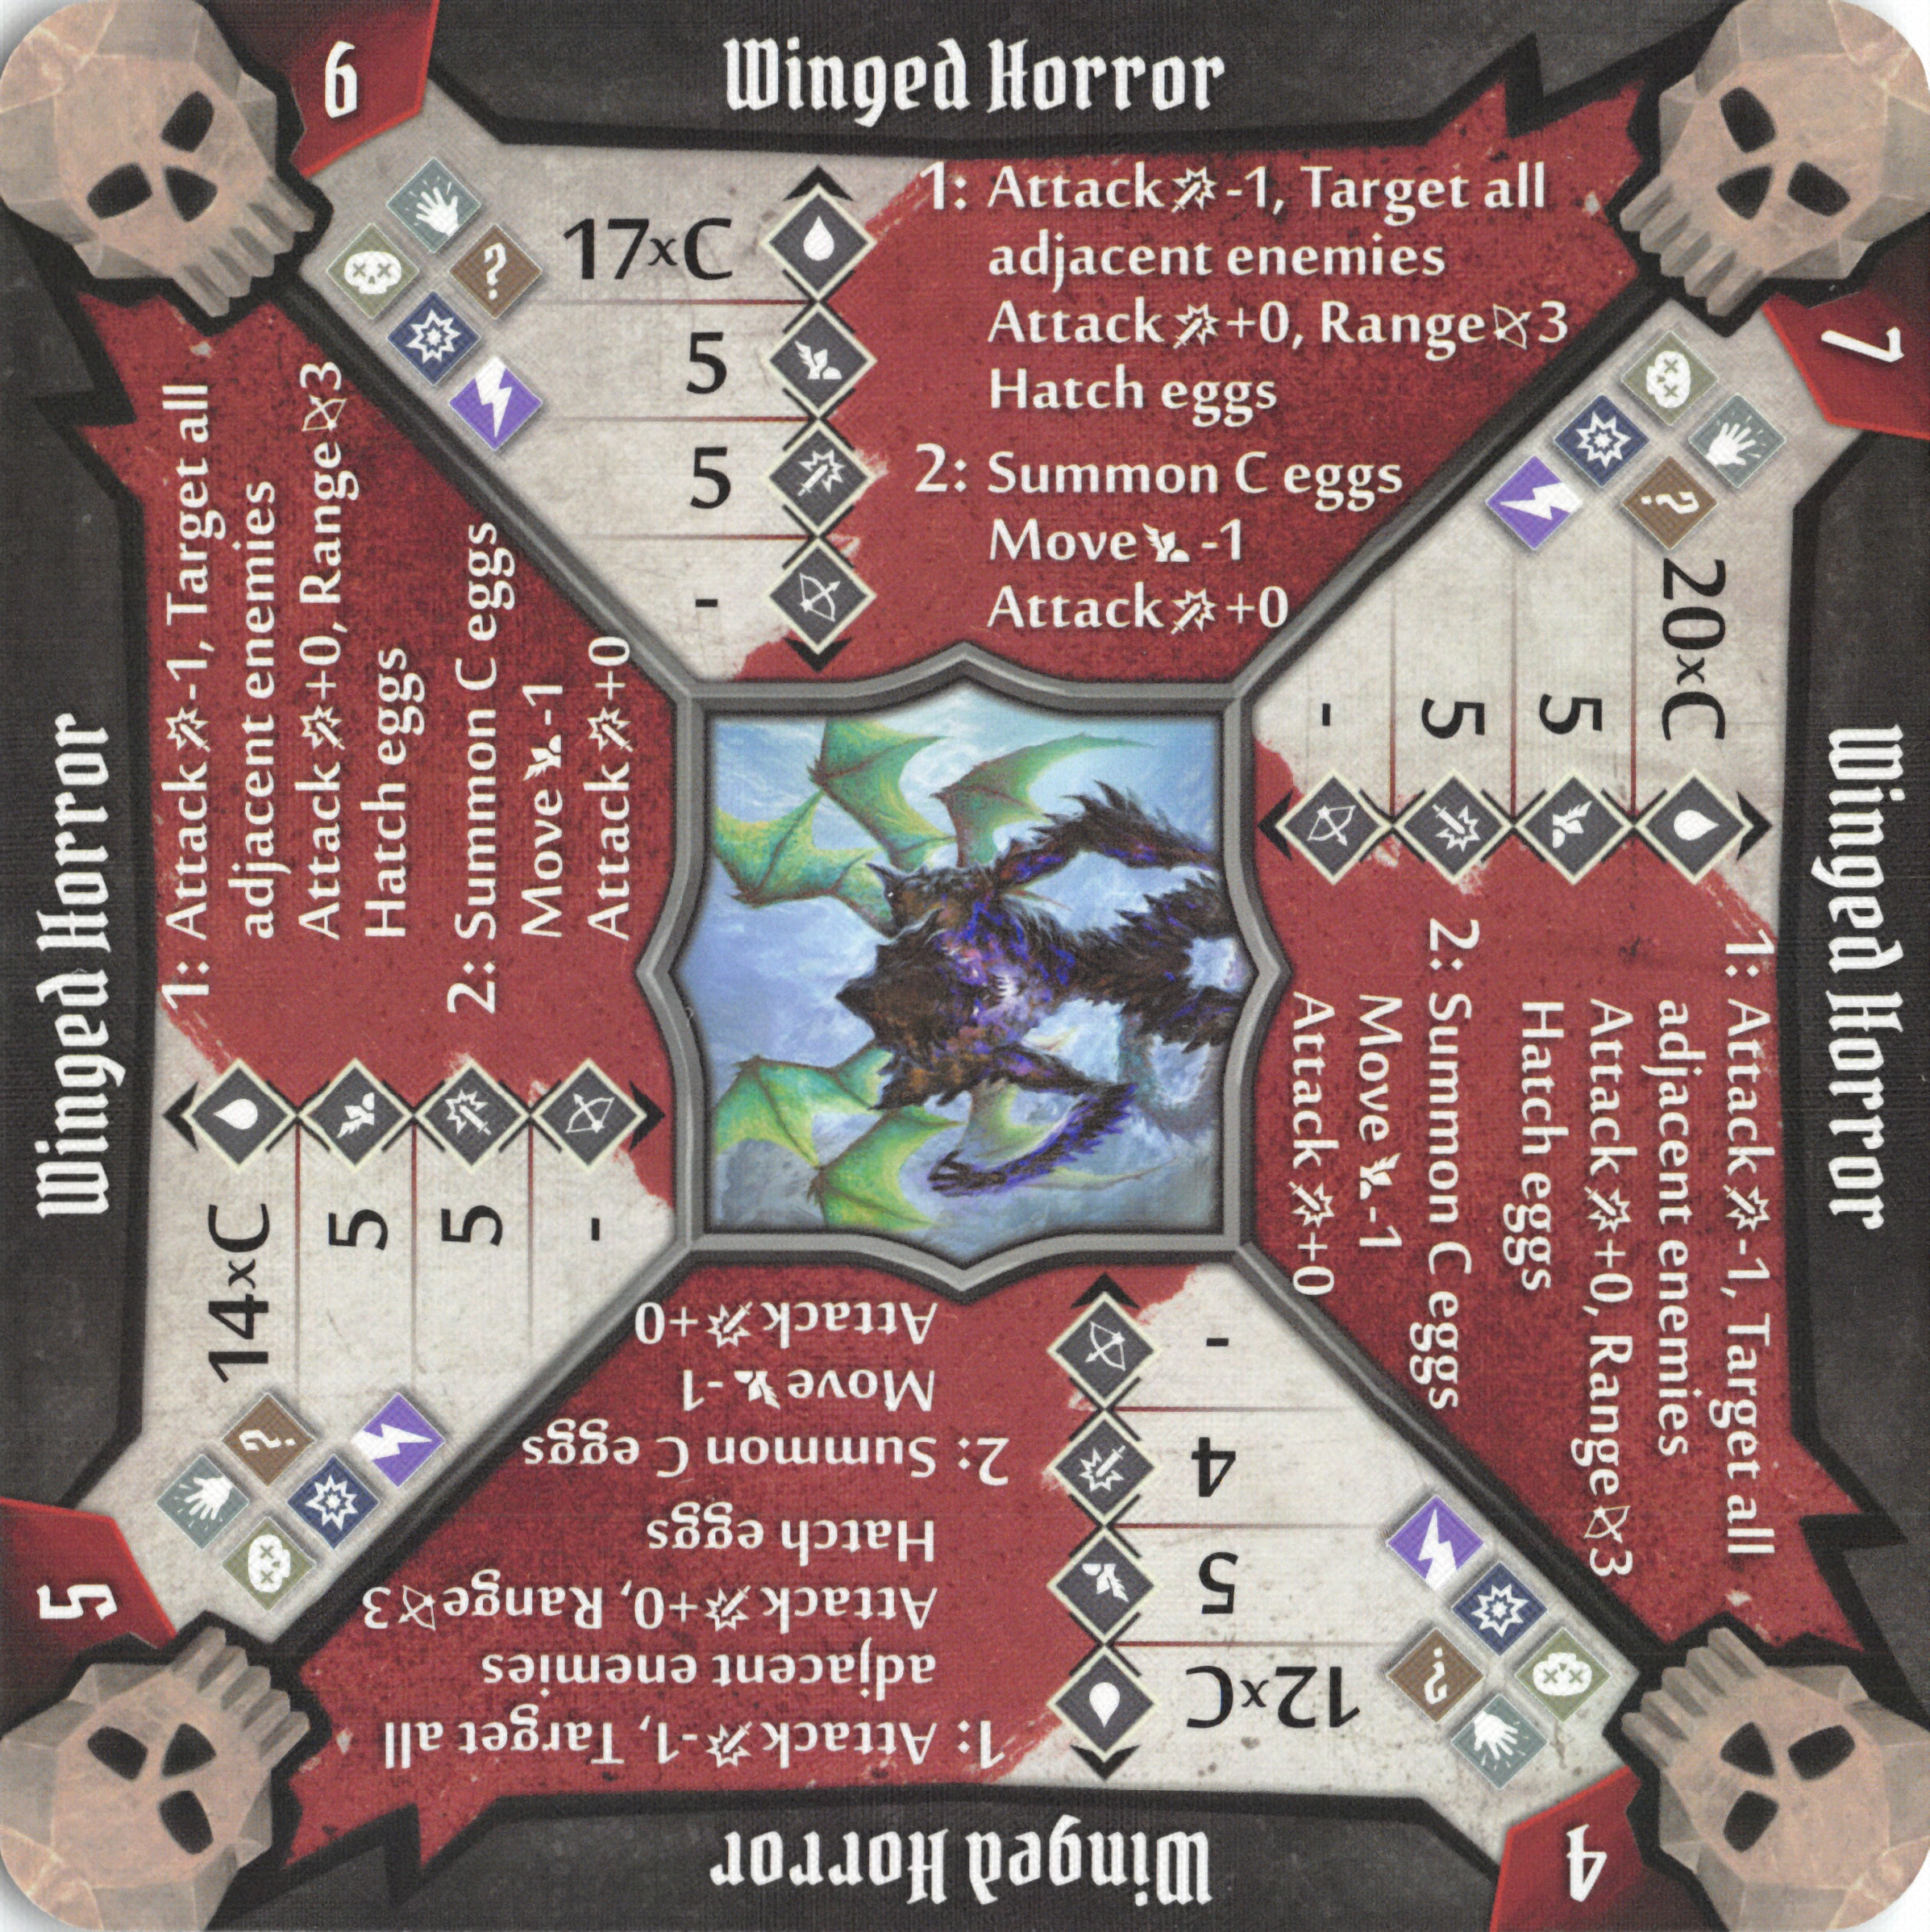 6
Winged Horror
17xC
5
5
-
1: Attack -1, Target all
adjacent enemies
Attack +0, Range 3
Hatch eggs
2: Summon C eggs
Move -1
Attack +0
7
Winged Horror
20xC
5
5
-
1: Attack -1, Target all
adjacent enemies
Attack +0, Range 3
Hatch eggs
2: Summon C eggs
Move -1
Attack +0
4
Winged Horror
12xC
5
4
-
1: Attack -1, Target all
adjacent enemies
Attack +0, Range 3
Hatch eggs
2: Summon C eggs
Move -1
Attack +0
5
Winged Horror
14xC
5
5
-
1: Attack -1, Target all
adjacent enemies
Attack +0, Range 3
Hatch eggs
2: Summon C eggs
Move -1
Attack +0